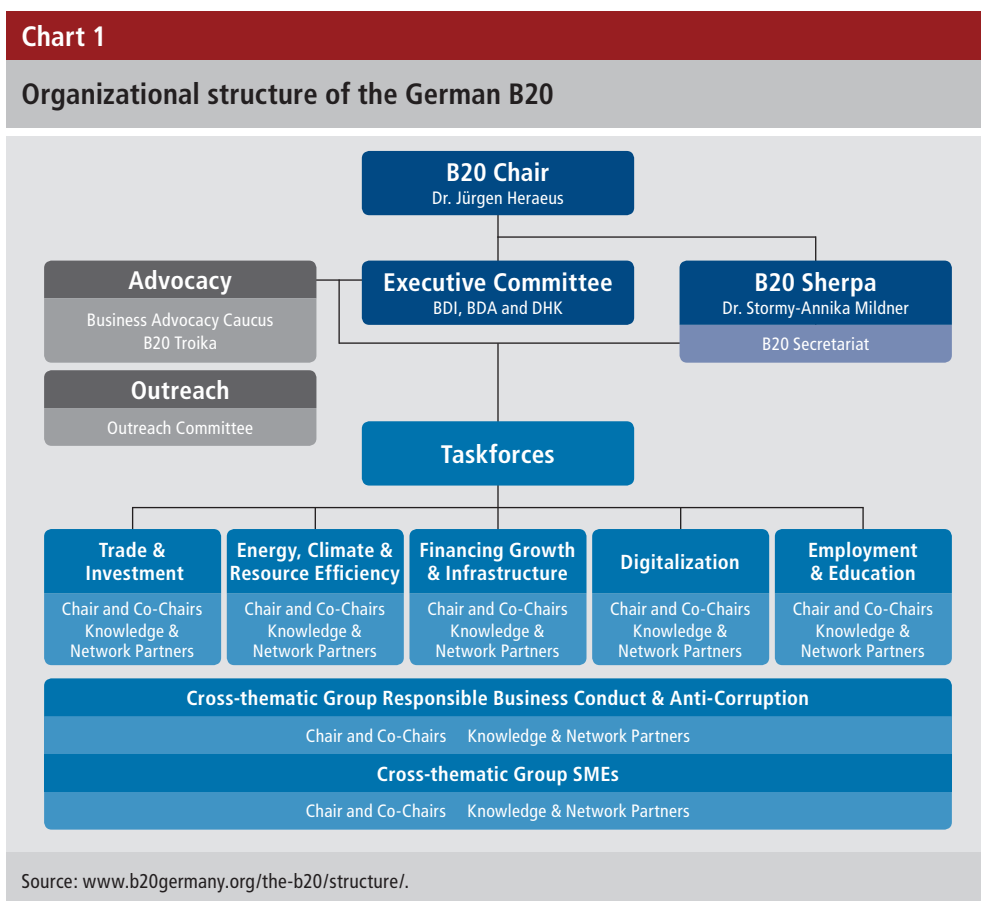 Chart 1
Organizational structure of the German B20
B20 Chair
Dr. Jürgen Heraeus
Advocacy
Business Advocacy Caucus
B20 Troika
Executive Committee
BDI, BDA and DHK
B20 Sherpa
Dr. Stormy-Annika Mildner
B20 Secretariat
Outreach
Outreach Committee
Taskforces
Trade &
Investment
Chair and Co-Chairs
Knowledge &
Network Partners
Energy, Climate &
Resource Efficiency
Chair and Co-Chairs
Knowledge &
Network Partners
Financing Growth
& Infrastructure
Chair and Co-Chairs
Knowledge &
Network Partners
Digitalization
Chair and Co-Chairs
Knowledge &
Network Partners
Employment
& Education
Chair and Co-Chairs
Knowledge &
Network Partners
Cross-thematic Group Responsible Business Conduct & Anti-Corruption
Chair and Co-Chairs Knowledge & Network Partners
Cross-thematic Group SMEs
Chair and Co-Chairs Knowledge & Network Partners
Source: www.b20germany.org/the-b20/structure/.